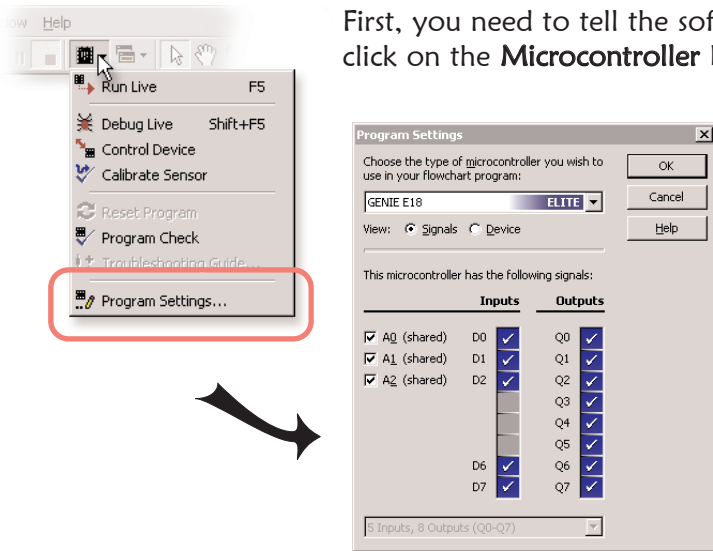 Help
First, you need to tell the
click on the Microcontroller
Run Live F5
Debug Live Shift+F5
Control Device
Calibrate Sensor
Reset Program
Program Check
Troubleshooting Guide...
Program Settings...
Program Settings
Choose the type of microcontroller you wish to
use in your flowchart program:
OK
GENIE E18 ELITE
Cancel
View: Signals Device
Help
This microcontroller has the following signals:
Inputs Outputs
A0 (shared) D0 Q0
A1 (shared) D1 Q1
A2 (shared) D2 Q2
Q3
Q4
Q5
D6 Q6
D7 Q7
5 Inputs, 8 Outputs (Q0-Q7)